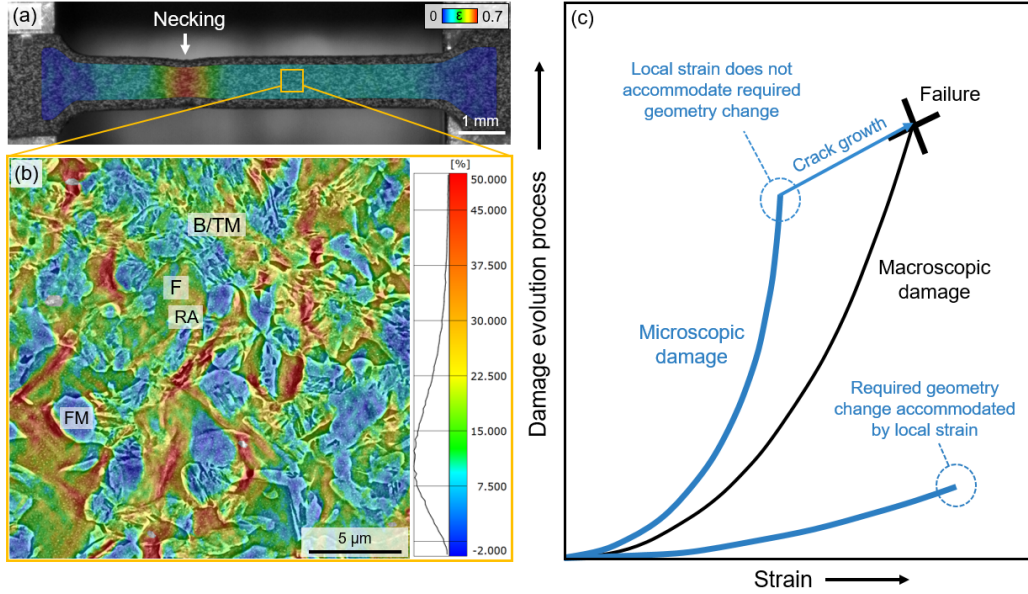 (a)
Necking
0 ε 0.7
1 mm
(b)
[%]
50.000
45.000
37.500
30.000
22.500
15.000
7.500
-2.000
B/TM
F
RA
FM
5 µm
(c)
Damage evolution process
Local strain does not
accommodate required
geometry change
Failure
Crack growth
Macroscopic
damage
Microscopic
damage
Required geometry
change accommodated
by local strain
Strain